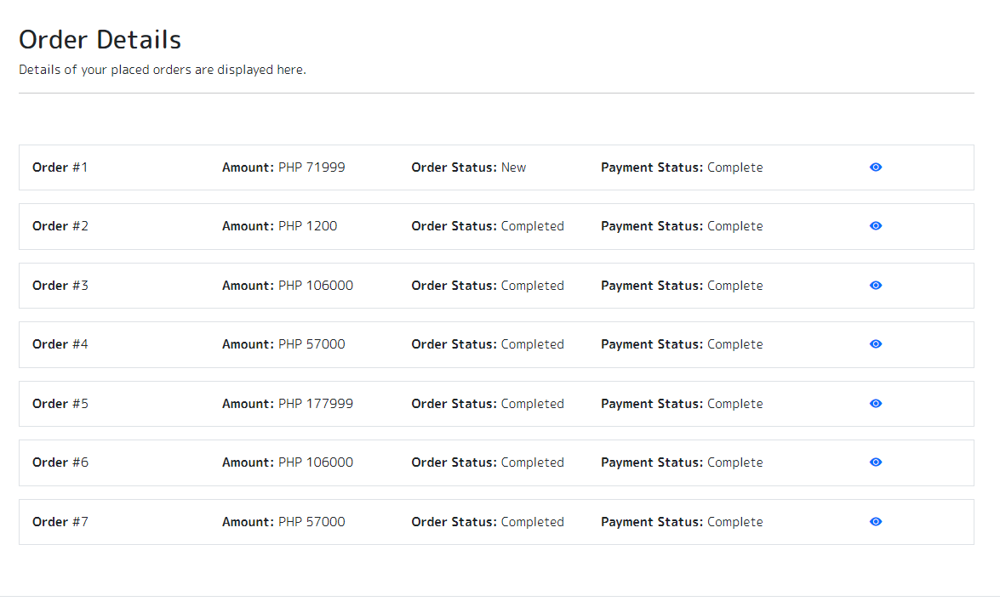 Order Details
Details of your placed orders are displayed here.
Order #1 Amount: PHP 71999 Order Status: New Payment Status: Complete
Order #2 Amount: PHP 1200 Order Status: Completed Payment Status: Complete
Order #3 Amount: PHP 106000 Order Status: Completed Payment Status: Complete
Order #4 Amount: PHP 57000 Order Status: Completed Payment Status: Complete
Order #5 Amount: PHP 177999 Order Status: Completed Payment Status: Complete
Order #6 Amount: PHP 106000 Order Status: Completed Payment Status: Complete
Order #7 Amount: PHP 57000 Order Status: Completed Payment Status: Complete